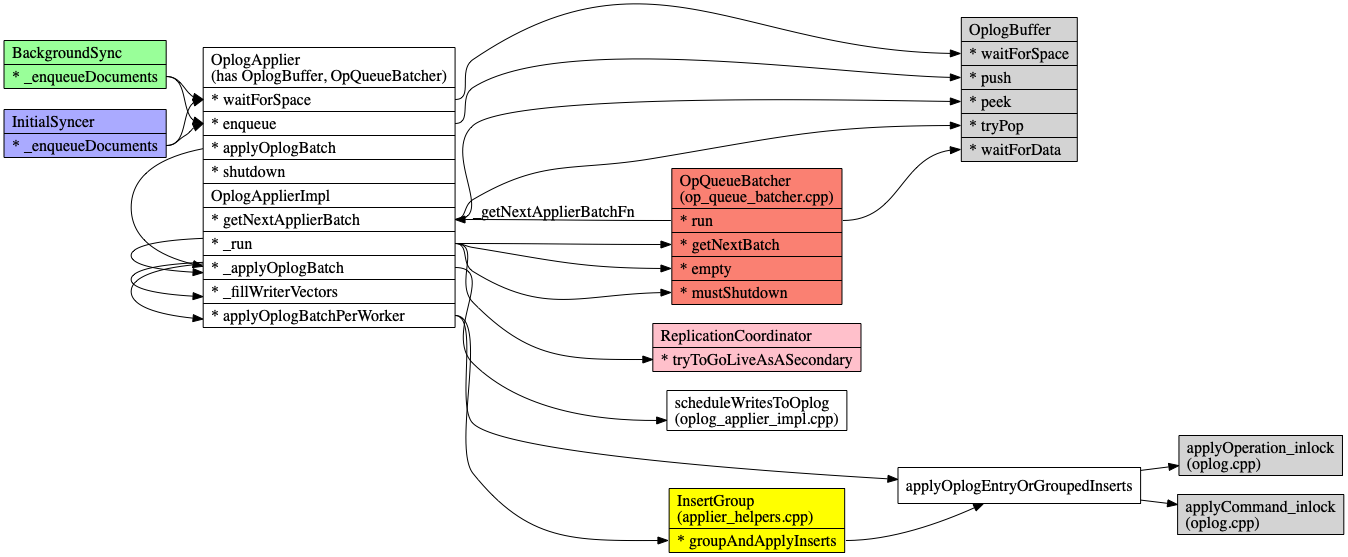 BackgroundSync
* _enqueueDocuments
InitialSyncer
* _enqueueDocuments
OplogApplier
(has OplogBuffer, OpQueueBatcher)
* waitForSpace
* enqueue
* applyOplogBatch
* shutdown
OplogApplierImpl
* getNextApplierBatch
* _run
* _applyOplogBatch
* _fillWriterVectors
* applyOplogBatchPerWorker
_getNextApplierBatchFn
OpQueueBatcher
(op_queue_batcher.cpp)
* run
* getNextBatch
* empty
* mustShutdown
ReplicationCoordinator
* tryToGoLiveAsASecondary
scheduleWritesToOplog
(oplog_applier_impl.cpp)
InsertGroup
(applier_helpers.cpp)
* groupAndApplyInserts
OplogBuffer
* waitForSpace
* push
* peek
* tryPop
* waitForData
applyOplogEntryOrGroupedInserts
applyOperation_inlock
(oplog.cpp)
applyCommand_inlock
(oplog.cpp)